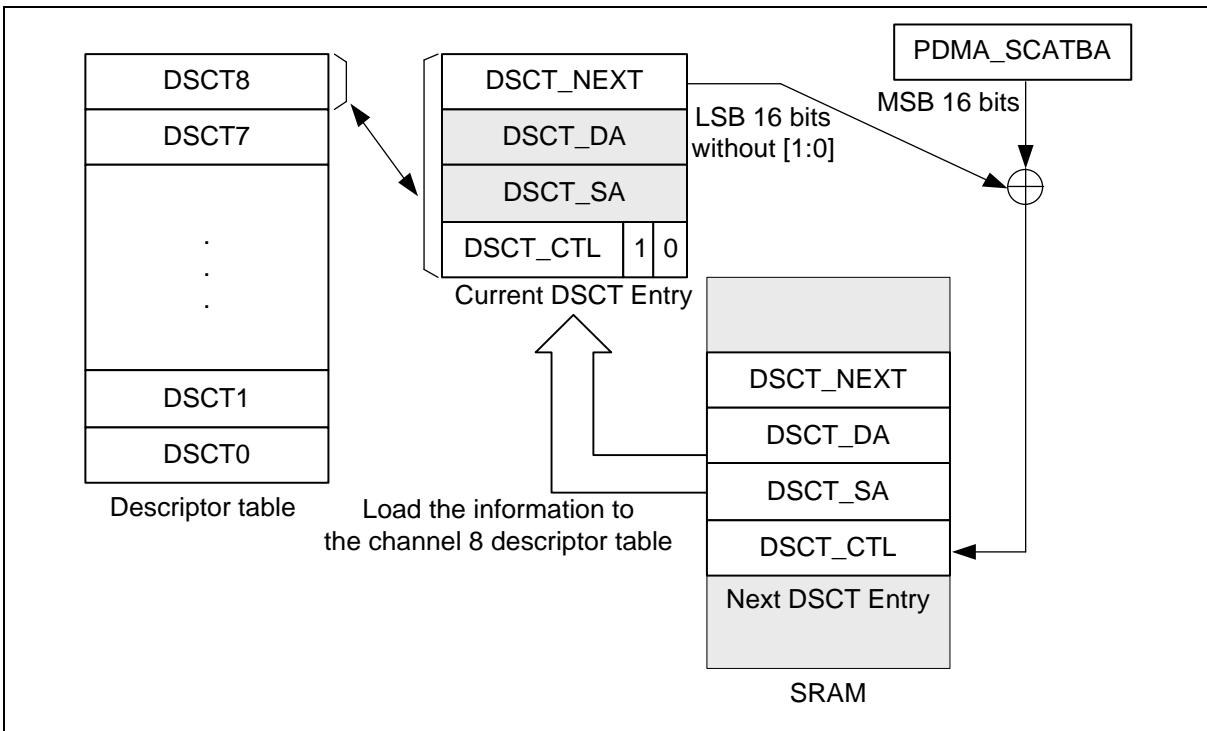 DSCT8
DSCT7
.
.
.
DSCT1
DSCT0
Descriptor table
DSCT_NEXT
DSCT_DA
DSCT_SA
DSCT_CTL 1 0
Current DSCT Entry
LSB 16 bits
without [1:0]
PDMA_SCATBA
MSB 16 bits
Load the information to
the channel 8 descriptor table
DSCT_NEXT
DSCT_DA
DSCT_SA
DSCT_CTL
Next DSCT Entry
SRAM